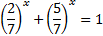 (2/7)^x + (5/7)^x = 1